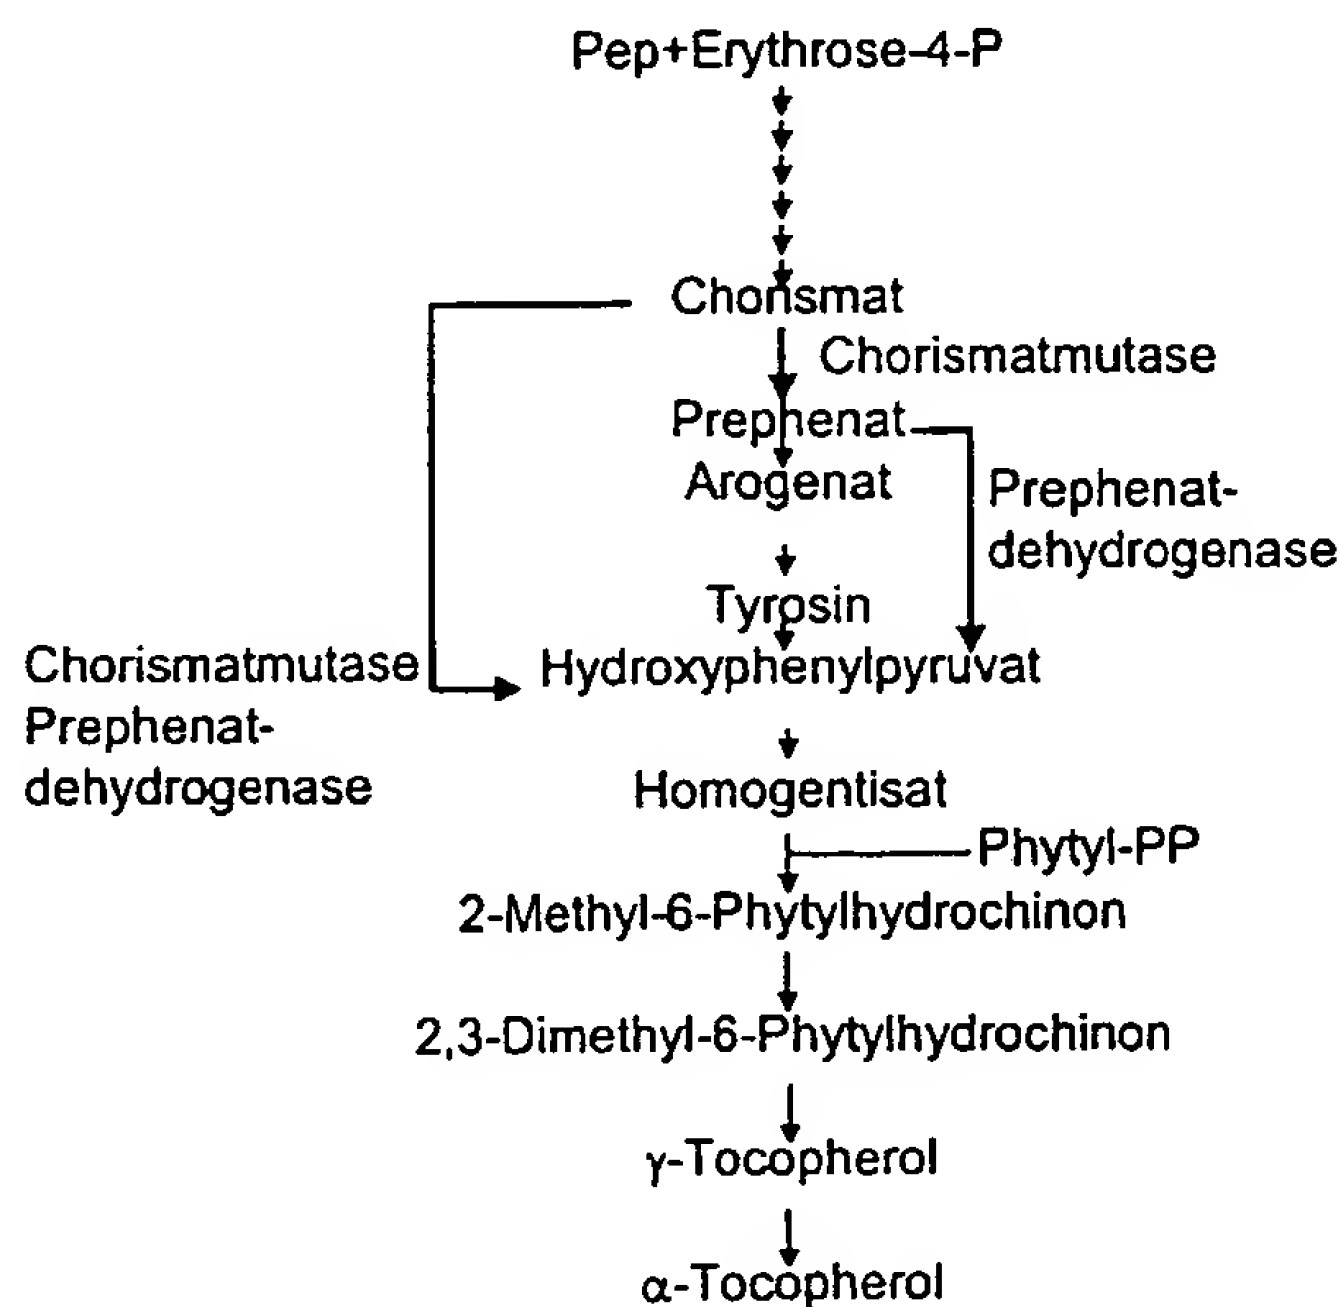 Pep+Erythrose-4-P
Chorismat
Chorismatmutase
Prephenat
Arogenat
Prephenat-
dehydrogenase
Tyrosin
Hydroxyphenylpyruvat
Chorismatmutase
Prephenat-
dehydrogenase
Homogentisat
Phytyl-PP
2-Methyl-6-Phytylhydrochinon
2,3-Dimethyl-6-Phytylhydrochinon
γ-Tocopherol
α-Tocopherol